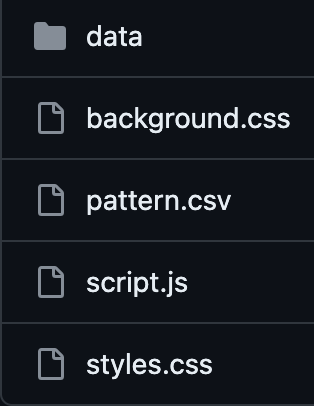 data
background.css
pattern.csv
script.js
styles.css